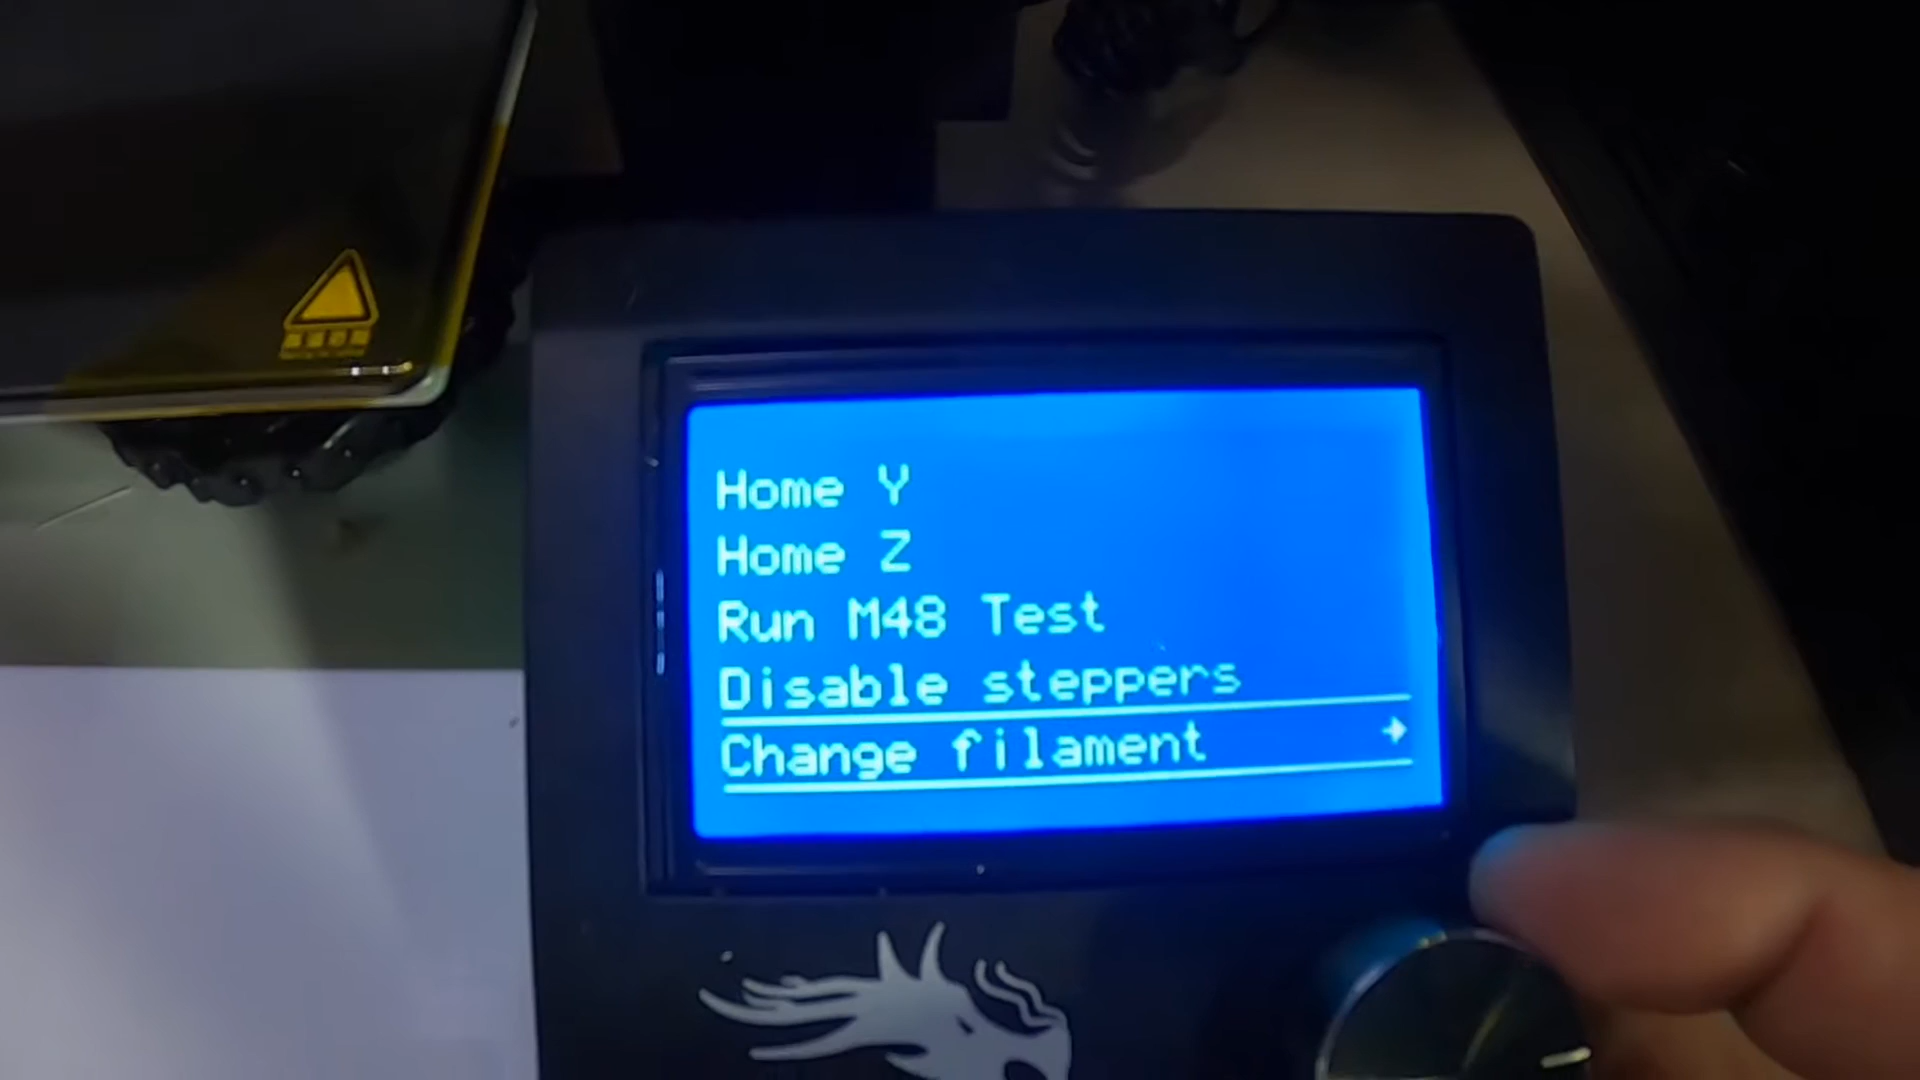 Home Y
Home Z
Run M48 Test
Disable steppers
Change filament